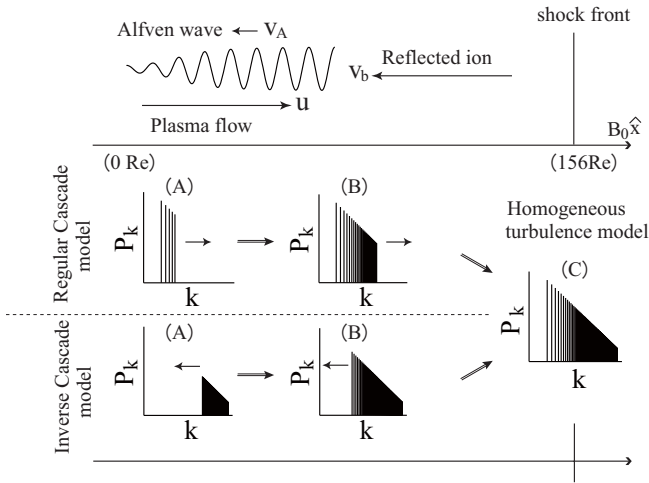 shock front
Alfven wave
V_A
Reflected ion
V_b
u
Plasma flow
B_0 x̂
(0 Re)
(156Re)
Regular Cascade
model
(A)
P_k
k
(B)
P_k
k
Homogeneous
turbulence model
(C)
P_k
k
Inverse Cascade
model
(A)
P_k
k
(B)
P_k
k